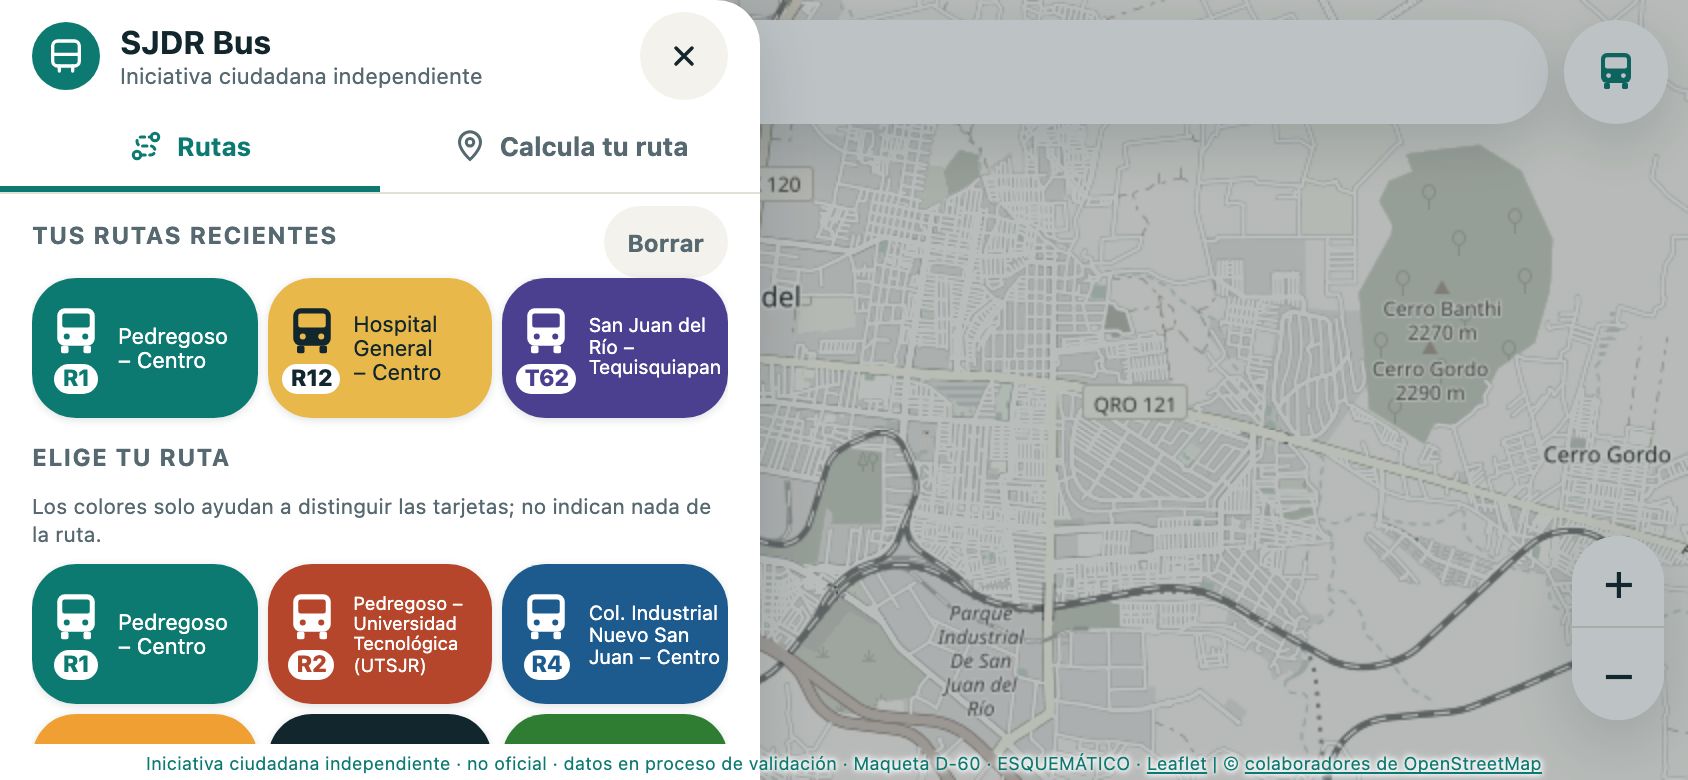 SJDR Bus
Iniciativa ciudadana independiente
Rutas
Calcula tu ruta
TUS RUTAS RECIENTES
Borrar
Pedregoso
– Centro
R1
Hospital
General
– Centro
R12
San Juan del
Río –
Tequisquiapan
T62
ELIGE TU RUTA
Los colores solo ayudan a distinguir las tarjetas; no indican nada de
la ruta.
Pedregoso
– Centro
R1
Pedregoso –
Universidad
Tecnológica
(UTSJR)
R2
Col. Industrial
Nuevo San
Juan – Centro
R4
120
del
Cerro Banthi
2270 m
Cerro Gordo
2290 m
QRO 121
Cerro Gordo
Parque
Industrial
De San
Juan del
Río
+
−
Iniciativa ciudadana independiente · no oficial · datos en proceso de validación · Maqueta D-60 · ESQUEMÁTICO · Leaflet | © colaboradores de OpenStreetMap